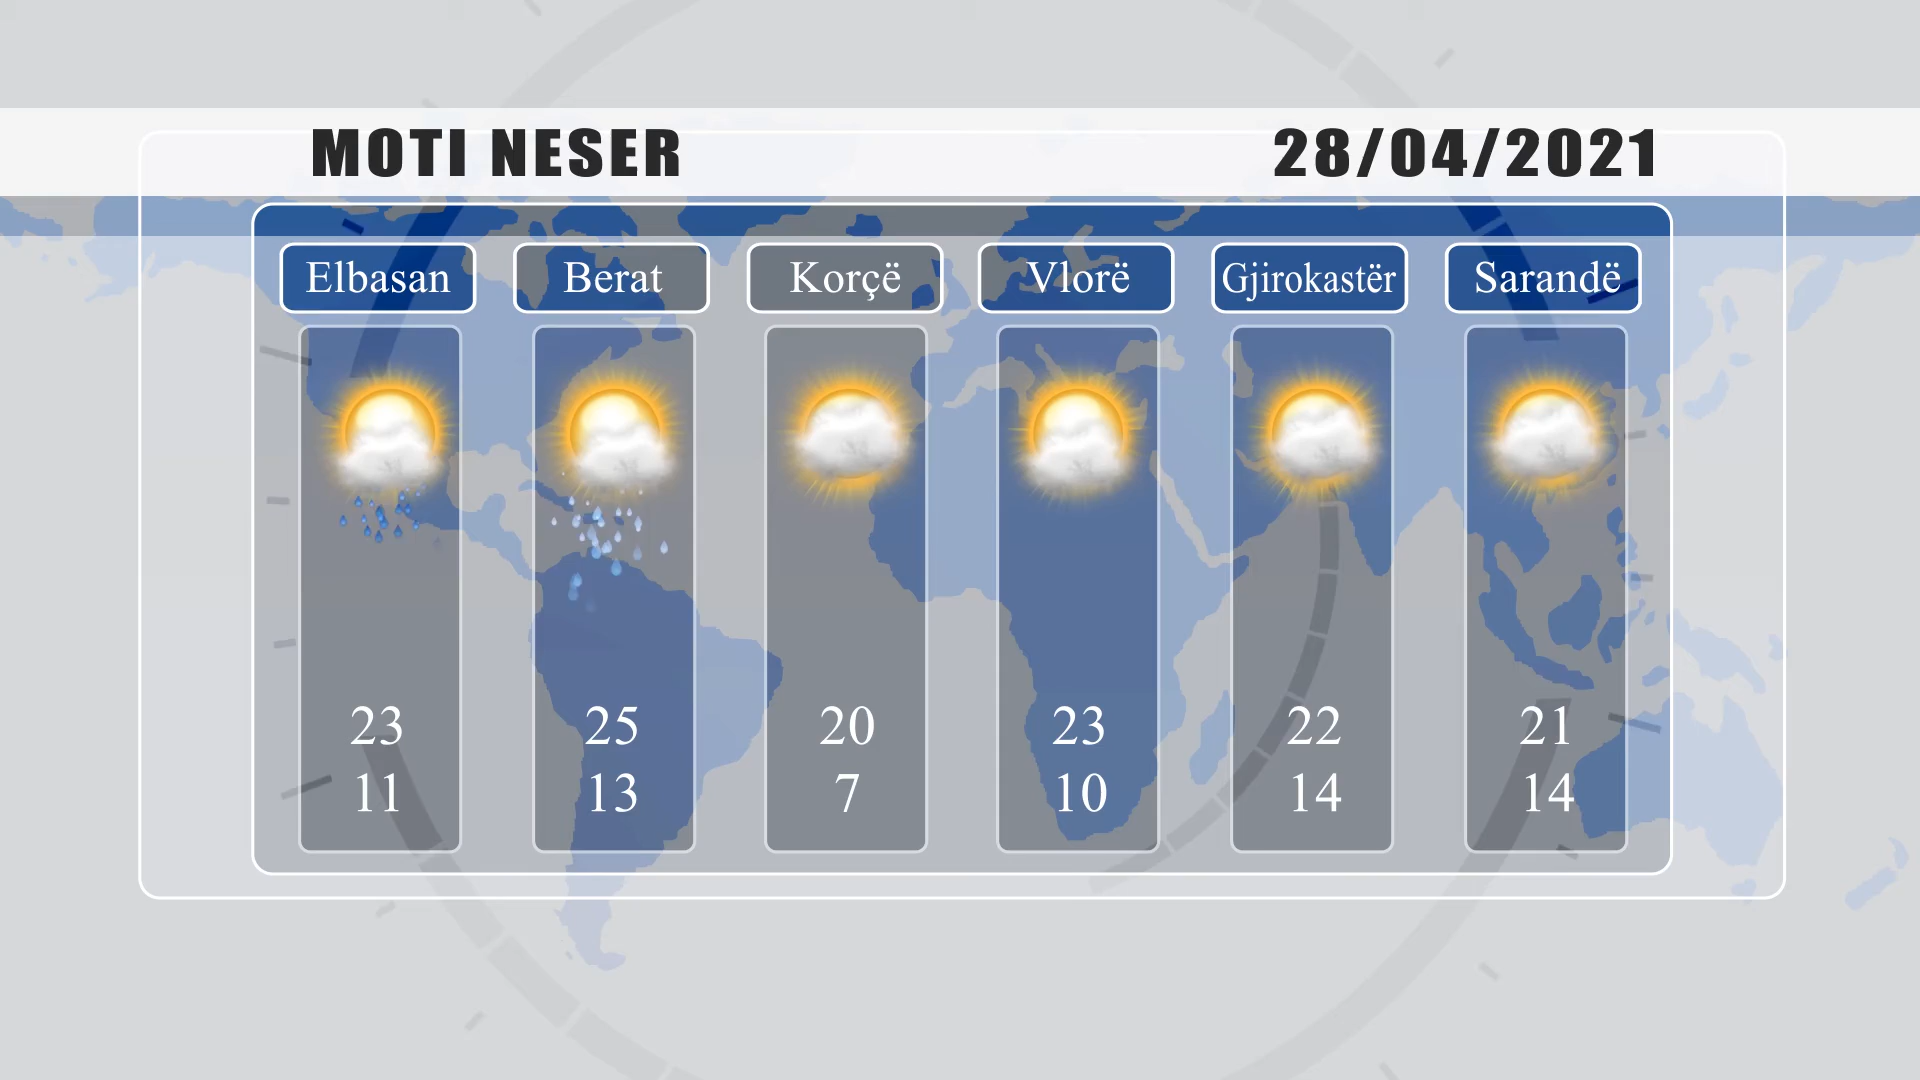 MOTI NESER 28/04/2021
Elbasan Berat Korçë Vlorë Gjirokastër Sarandë
23 25 20 23 22 21
11 13 7 10 14 14